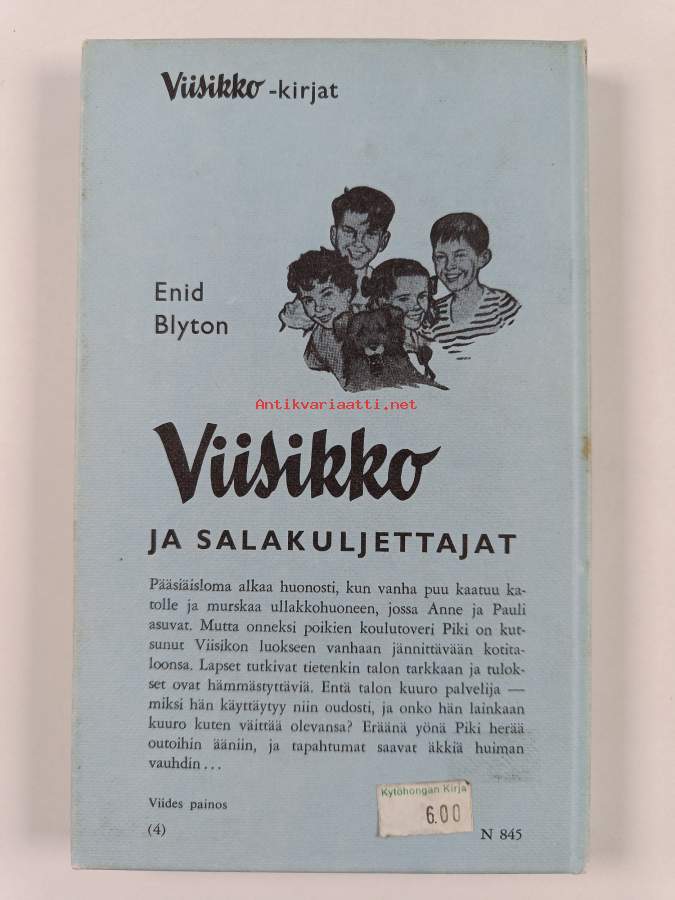 Viisikko -kirjat
Enid
Blyton
Antikvariaatti.net
Viisikko
JA SALAKULJETTAJAT
Pääsiäisloma alkaa huonosti, kun vanha puu kaatuu ka-
tolle ja murskaa ullakkohuoneen, jossa Anne ja Pauli
asuvat. Mutta onneksi poikien koulutoveri Piki on kut-
sunut Viisikon luokseen vanhaan jännittävään kotita-
loonsa. Lapset tutkivat tietenkin talon tarkkaan ja tulok-
set ovat hämmästyttäviä. Entä talon kuuro palvelija —
miksi hän käyttäytyy niin oudosti, ja onko hän lainkaan
kuuro kuten väittää olevansa? Eräänä yönä Piki herää
outoihin ääniin, ja tapahtumat saavat äkkiä huiman
vauhdin...
Viides painos
(4)
Kytöhongan Kirja
6.00
N 845